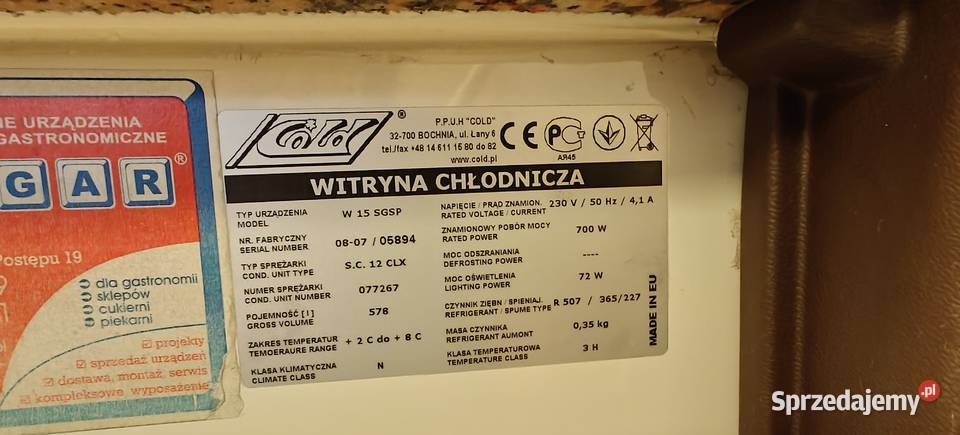 NE URZĄDZENIA
GASTRONOMICZNE
GAR®
Postępu 19
dla gastronomii
sklepów
cukierni
piekarni
projekty
sprzedaż urządzeń
dostawa, montaż, serwis
kompleksowe wyposażenie
Cold®
P.P.U.H "COLD"
32-700 BOCHNIA, ul. Łany 6
tel./fax +48 14 611 15 80 do 82
www.cold.pl
CE
АЯ45
WITRYNA CHŁODNICZA
TYP URZĄDZENIA W 15 SGSP
MODEL
NR. FABRYCZNY 08-07 / 05894
SERIAL NUMBER
TYP SPRĘŻARKI S.C. 12 CLX
COND. UNIT TYPE
NUMER SPRĘŻARKI 077267
COND. UNIT NUMBER
POJEMNOŚĆ [l] 578
GROSS VOLUME
ZAKRES TEMPERATUR + 2 C do + 8 C
TEMOERAURE RANGE
KLASA KLIMATYCZNA N
CLIMATE CLASS
NAPIĘCIE / PRĄD ZNAMION. 230 V / 50 Hz / 4,1 A
RATED VOLTAGE / CURRENT
ZNAMIONOWY POBÓR MOCY 700 W
RATED POWER
MOC ODSZRANIANIA ----
DEFROSTING POWER
MOC OŚWIETLENIA 72 W
LIGHTING POWER
CZYNNIK ZIĘBN / SPIENIAJ. R 507 / 365/227
REFRIGERANT / SPUME TYPE
MASA CZYNNIKA 0,35 kg
REFRIGERANT AUMONT
KLASA TEMPERATUROWA 3 H
TEMPERATURE CLASS
MADE IN EU
Sprzedajemy.pl